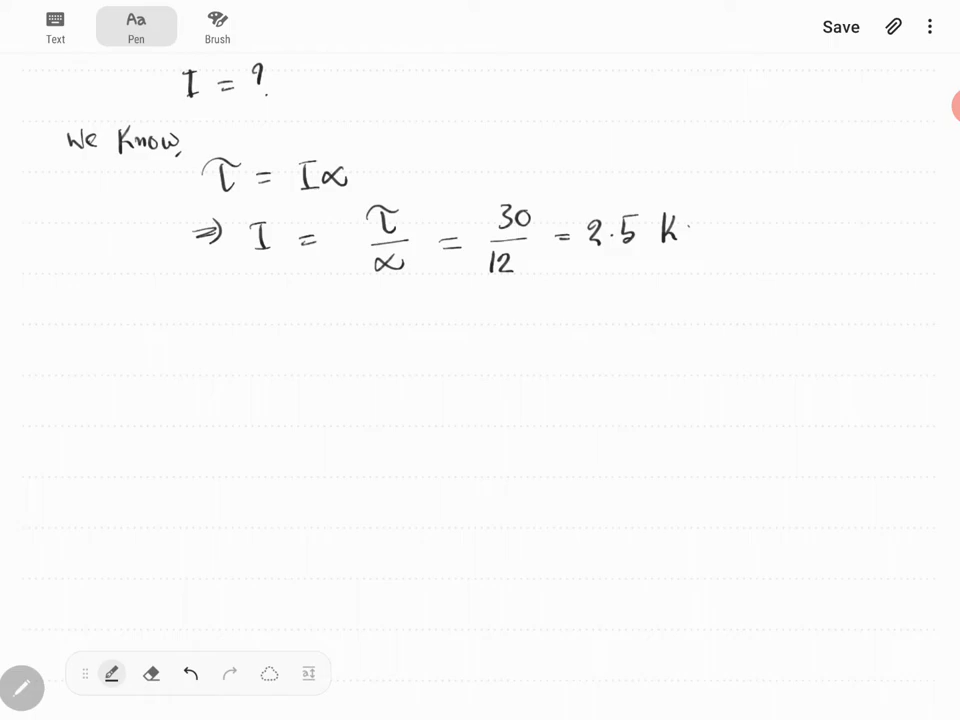 Text Aa Pen Brush Save
I = ?
We Know,
τ = Iα
⇒ I = τ/α = 30/12 = 2.5 K